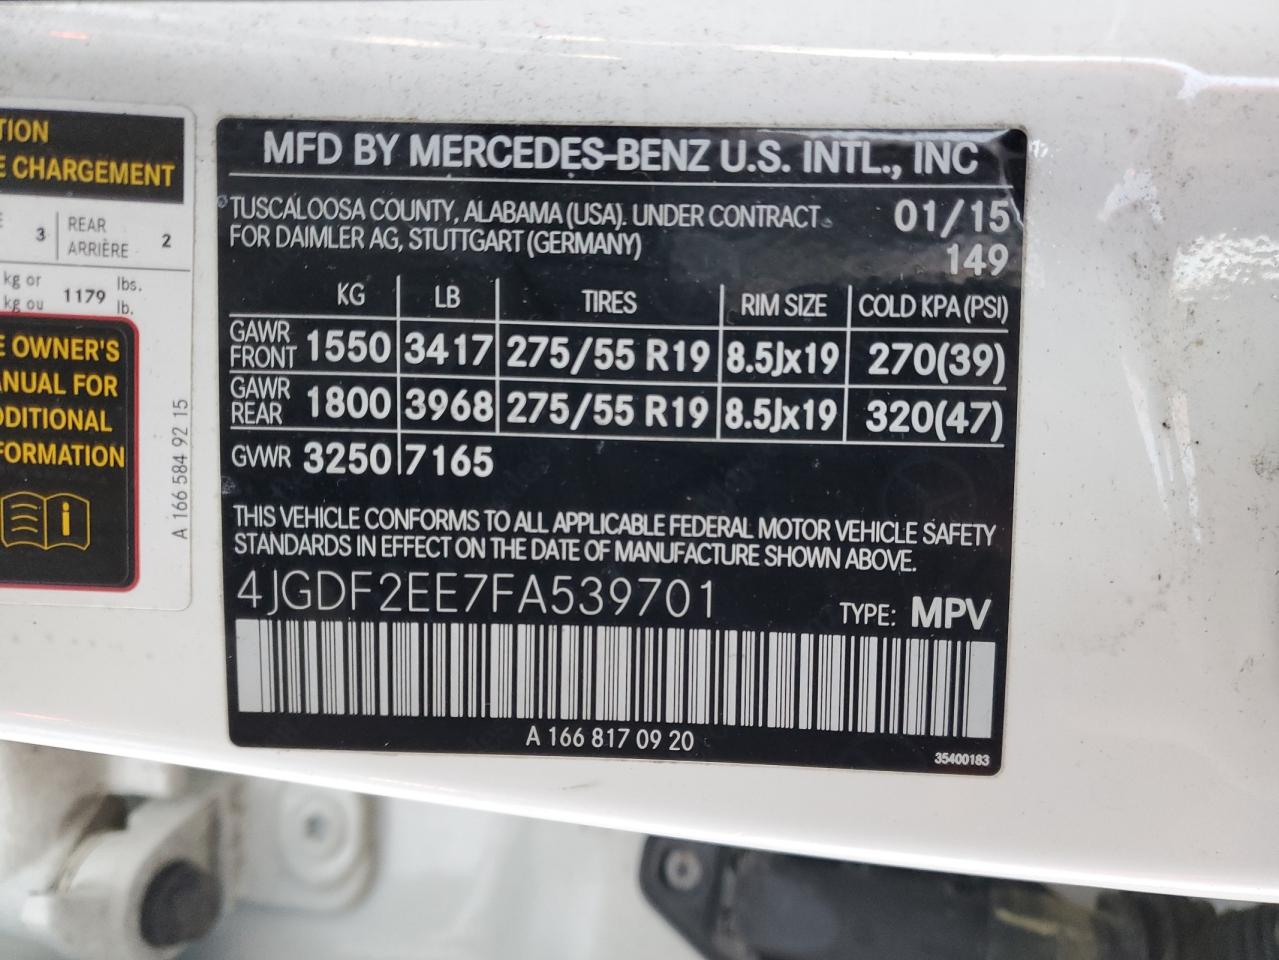 TION
E CHARGEMENT
3 REAR ARRIÈRE 2
kg or
kg ou 1179 lbs. lb.
E OWNER'S
ANUAL FOR
DDITIONAL
FORMATION
A 166 584 92 15
MFD BY MERCEDES-BENZ U.S. INTL., INC
TUSCALOOSA COUNTY, ALABAMA (USA). UNDER CONTRACT 01/15
FOR DAIMLER AG, STUTTGART (GERMANY) 149
KG LB TIRES RIM SIZE COLD KPA (PSI)
GAWR FRONT 1550 3417 275/55 R19 8.5Jx19 270(39)
GAWR REAR 1800 3968 275/55 R19 8.5Jx19 320(47)
GVWR 3250 7165
THIS VEHICLE CONFORMS TO ALL APPLICABLE FEDERAL MOTOR VEHICLE SAFETY
STANDARDS IN EFFECT ON THE DATE OF MANUFACTURE SHOWN ABOVE.
4JGDF2EE7FA539701 TYPE: MPV
A 166 817 09 20
35400183